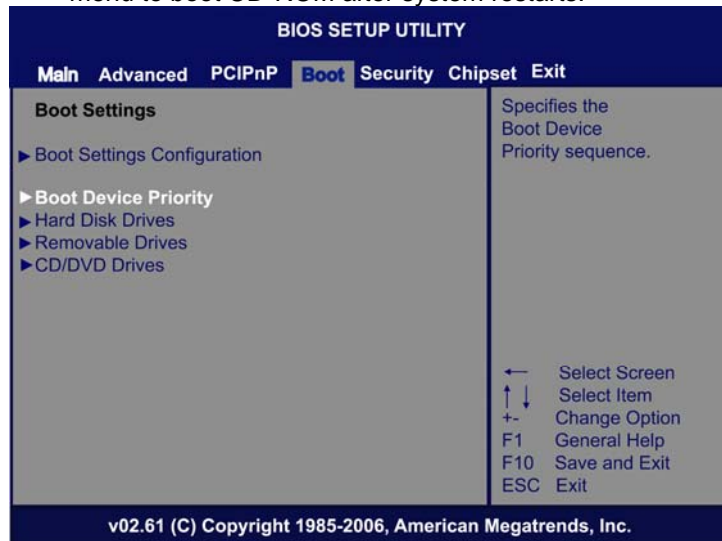 BIOS SETUP UTILITY
Main Advanced PCIPnP Boot Security Chipset Exit
Boot Settings
▶ Boot Settings Configuration
▶ Boot Device Priority
▶ Hard Disk Drives
▶ Removable Drives
▶ CD/DVD Drives
Specifies the
Boot Device
Priority sequence.
← Select Screen
↑↓ Select Item
+- Change Option
F1 General Help
F10 Save and Exit
ESC Exit
v02.61 (C) Copyright 1985-2006, American Megatrends, Inc.